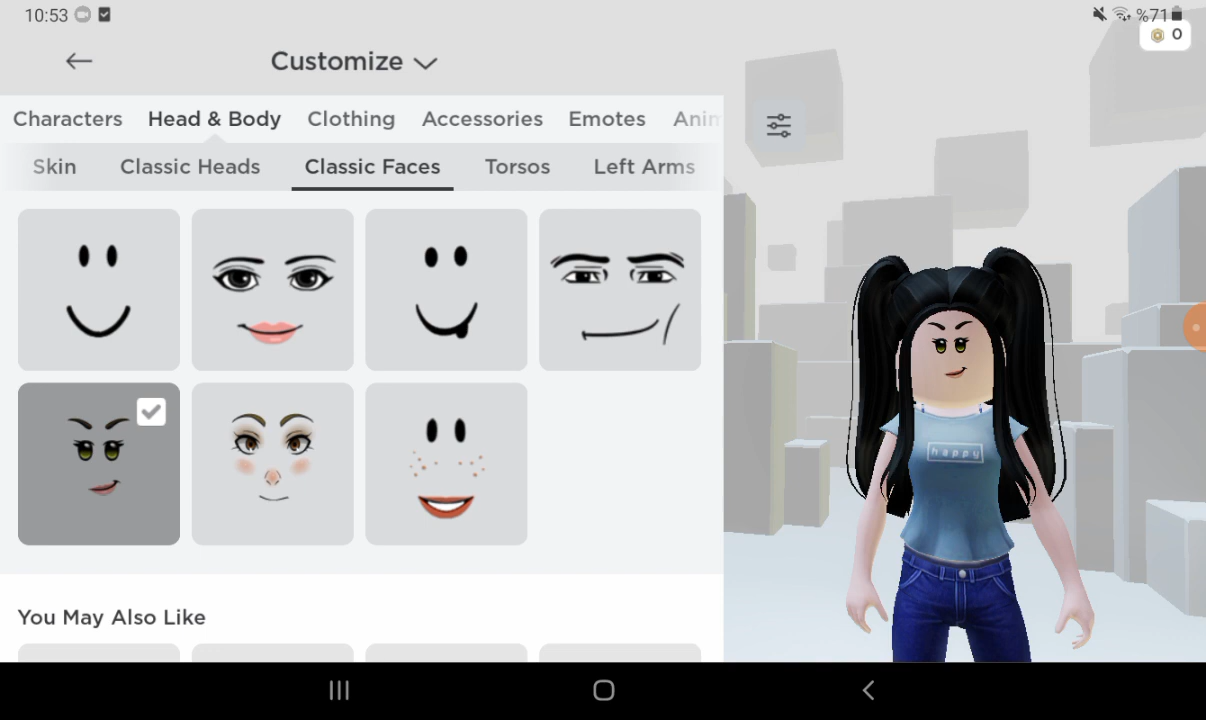 10:53
%71
0
Customize
Characters Head & Body Clothing Accessories Emotes Anim
Skin Classic Heads Classic Faces Torsos Left Arms
happy
You May Also Like